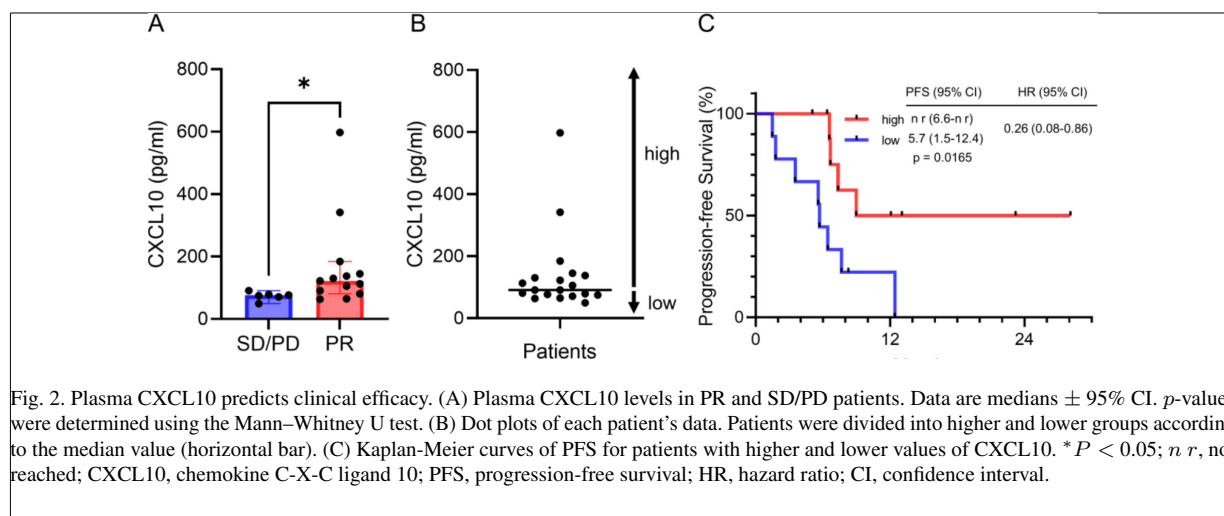 A
B
C
CXCL10 (pg/ml)
800
600
400
200
0
*
SD/PD
PR
CXCL10 (pg/ml)
800
600
400
200
0
high
low
Patients
Progression-free Survival (%)
100
50
0
0
12
24
PFS (95% CI) HR (95% CI)
high n r (6.6-n r) 0.26 (0.08-0.86)
low 5.7 (1.5-12.4)
p = 0.0165
Fig. 2. Plasma CXCL10 predicts clinical efficacy. (A) Plasma CXCL10 levels in PR and SD/PD patients. Data are medians ± 95% CI. p-value
were determined using the Mann–Whitney U test. (B) Dot plots of each patient's data. Patients were divided into higher and lower groups accordin
to the median value (horizontal bar). (C) Kaplan-Meier curves of PFS for patients with higher and lower values of CXCL10. *P < 0.05; n r, no
reached; CXCL10, chemokine C-X-C ligand 10; PFS, progression-free survival; HR, hazard ratio; CI, confidence interval.